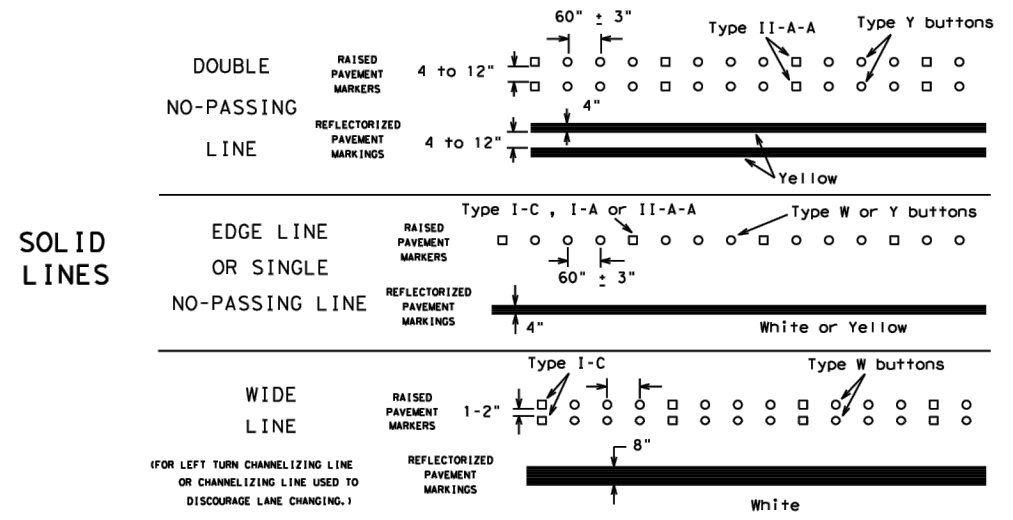 SOLID
LINES
DOUBLE
NO-PASSING
LINE
RAISED
PAVEMENT
MARKERS
4 to 12"
60" ± 3"
Type II-A-A
Type Y buttons
REFLECTORIZED
PAVEMENT
MARKINGS
4 to 12"
4"
Yellow
EDGE LINE
OR SINGLE
NO-PASSING LINE
RAISED
PAVEMENT
MARKERS
Type I-C , I-A or II-A-A
Type W or Y buttons
60" ± 3"
REFLECTORIZED
PAVEMENT
MARKINGS
4"
White or Yellow
WIDE
LINE
(FOR LEFT TURN CHANNELIZING LINE
OR CHANNELIZING LINE USED TO
DISCOURAGE LANE CHANGING.)
RAISED
PAVEMENT
MARKERS
1-2"
Type I-C
Type W buttons
REFLECTORIZED
PAVEMENT
MARKINGS
8"
White